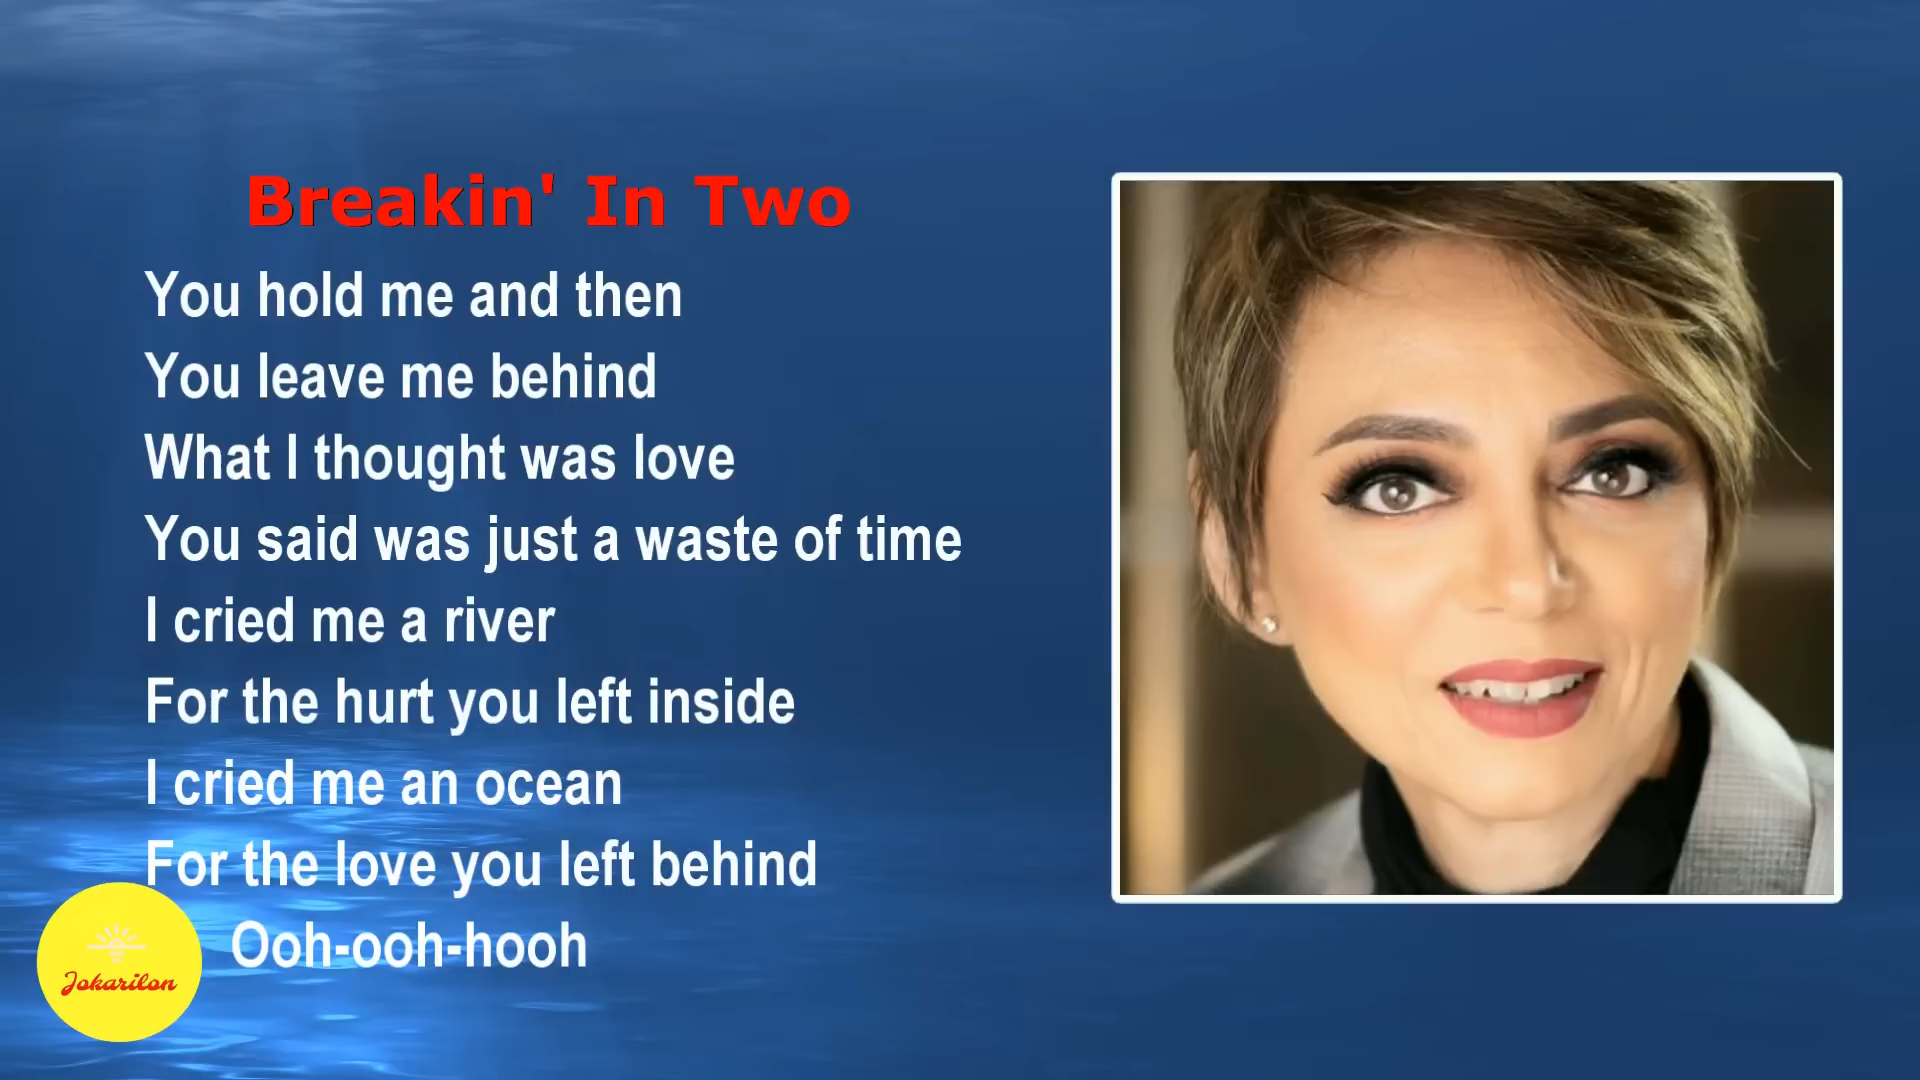 Breakin' In Two
You hold me and then
You leave me behind
What I thought was love
You said was just a waste of time
I cried me a river
For the hurt you left inside
I cried me an ocean
For the love you left behind
Ooh-ooh-hooh
Jokarilon